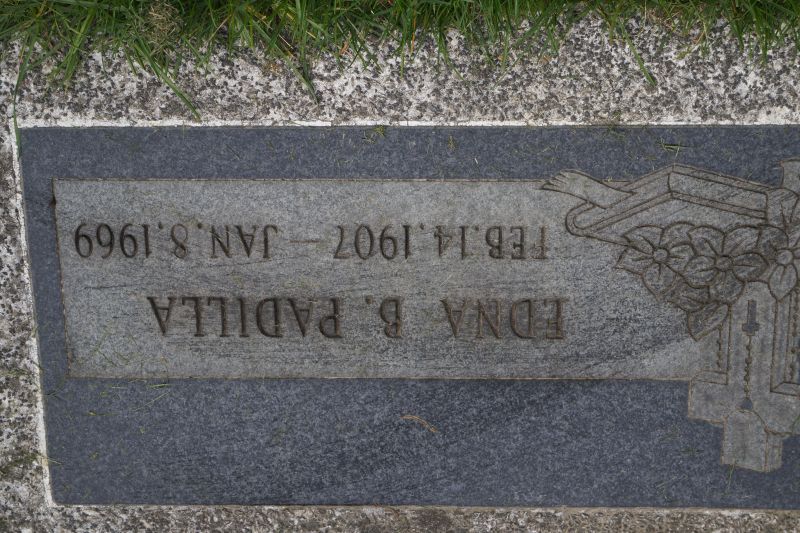 EDNA B. PADILLA
FEB. 14. 1907 — JAN. 8. 1969